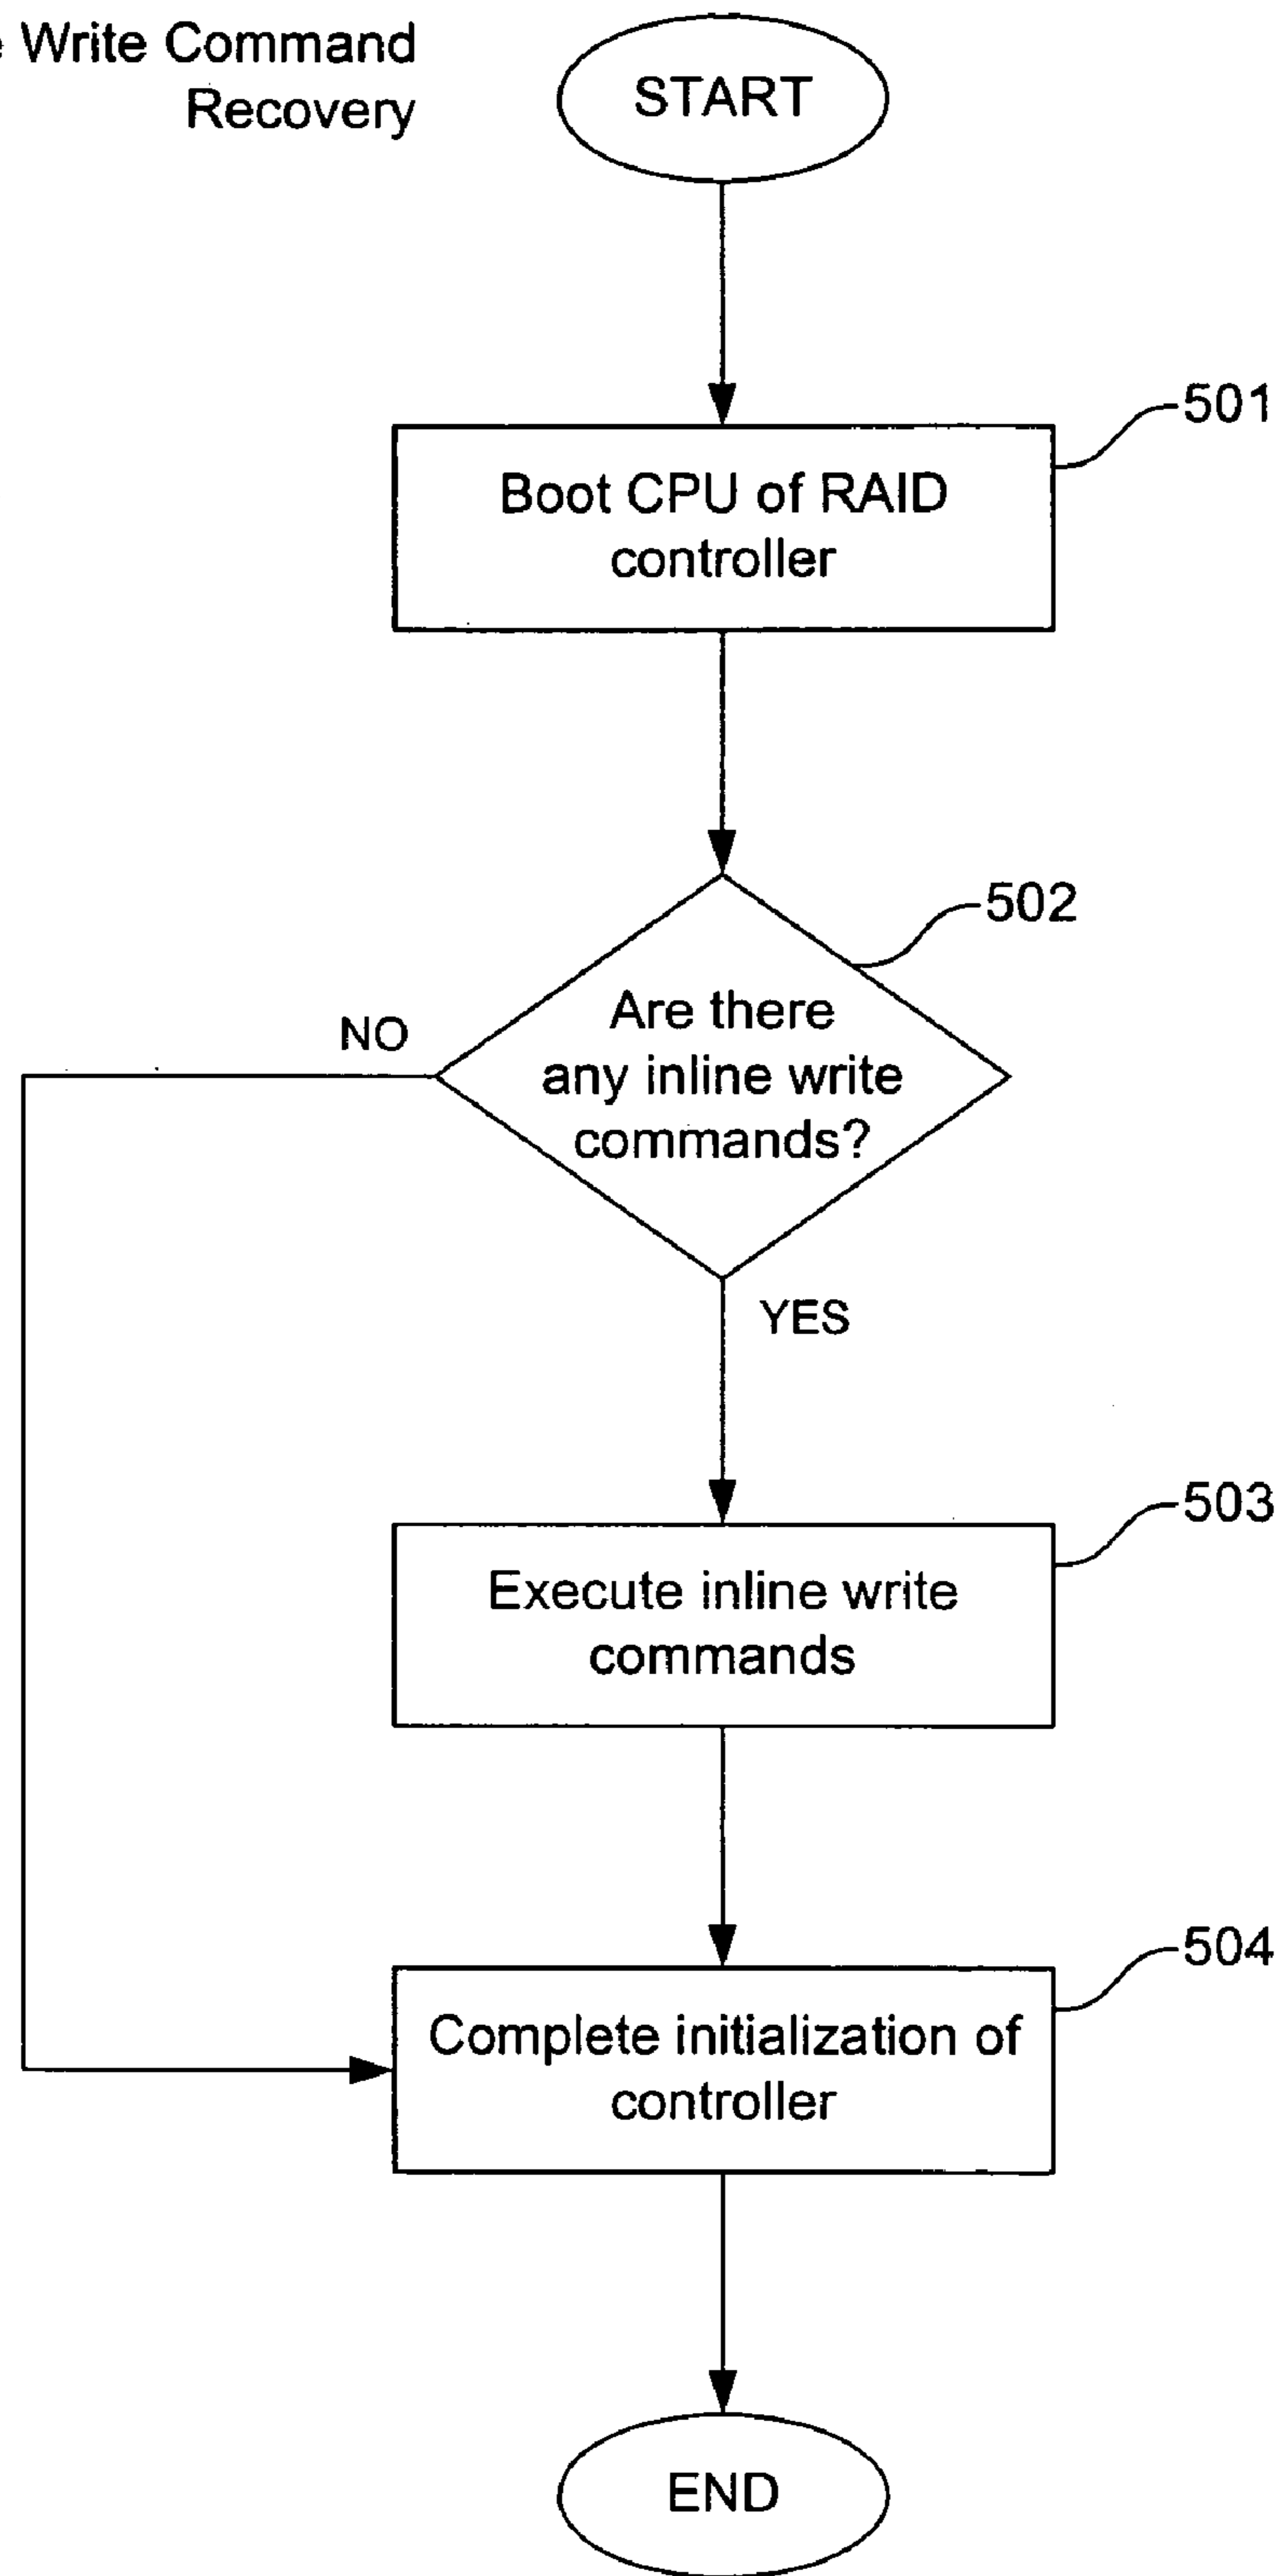 Write Command
Recovery
START
501
Boot CPU of RAID
controller
502
Are there
any inline write
commands?
NO
YES
503
Execute inline write
commands
504
Complete initialization of
controller
END